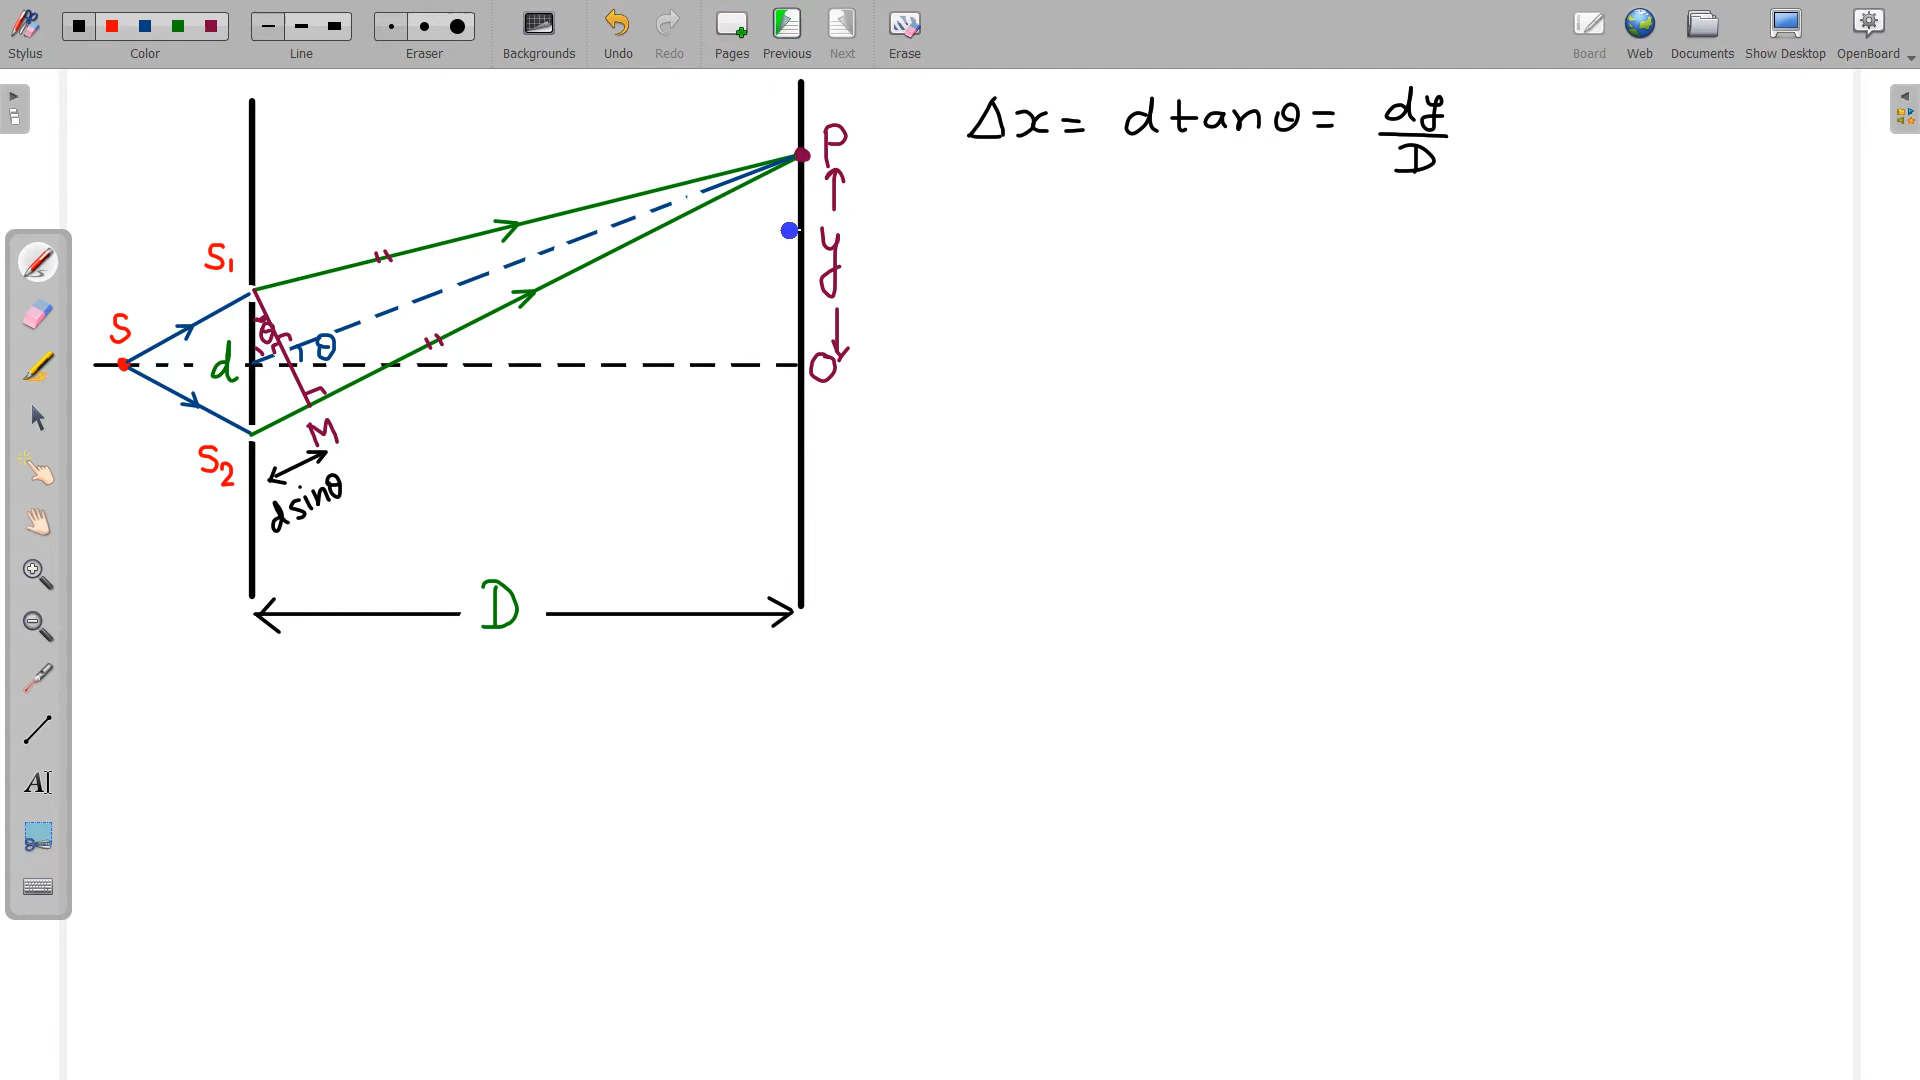 Stylus Color Line Eraser Backgrounds Undo Redo Pages Previous Next Erase Board Web Documents Show Desktop OpenBoard
Δx = d tanθ = dy/D
P
y
O
S₁
S
θ
θ
d
M
S₂
dsinθ
D
AI